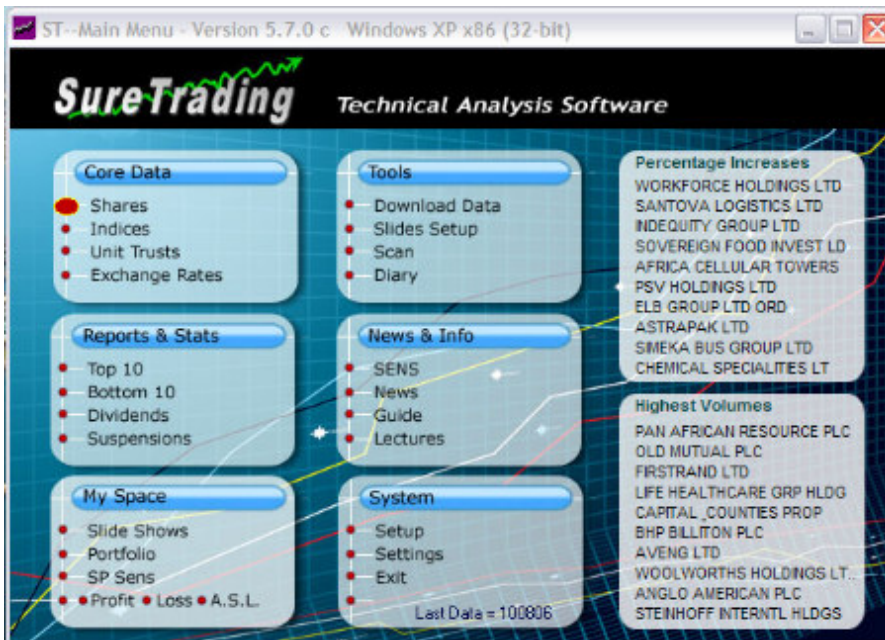 ST--Main Menu - Version 5.7.0 c Windows XP x86 (32-bit)
SureTrading
Technical Analysis Software
Core Data
Shares
Indices
Unit Trusts
Exchange Rates
Tools
Download Data
Slides Setup
Scan
Diary
Percentage Increases
WORKFORCE HOLDINGS LTD
SANTOVA LOGISTICS LTD
INDEQUITY GROUP LTD
SOVEREIGN FOOD INVEST LD
AFRICA CELLULAR TOWERS
PSV HOLDINGS LTD
ELB GROUP LTD ORD
ASTRAPAK LTD
SIMEKA BUS GROUP LTD
CHEMICAL SPECIALITIES LT
Reports & Stats
Top 10
Bottom 10
Dividends
Suspensions
News & Info
SENS
News
Guide
Lectures
Highest Volumes
PAN AFRICAN RESOURCE PLC
OLD MUTUAL PLC
FIRSTRAND LTD
LIFE HEALTHCARE GRP HLDG
CAPITAL_COUNTIES PROP
BHP BILLITON PLC
AVENG LTD
WOOLWORTHS HOLDINGS LT..
ANGLO AMERICAN PLC
STEINHOFF INTERNTL HLDGS
My Space
Slide Shows
Portfolio
SP Sens
Profit Loss A.S.L.
System
Setup
Settings
Exit
Last Data = 100806